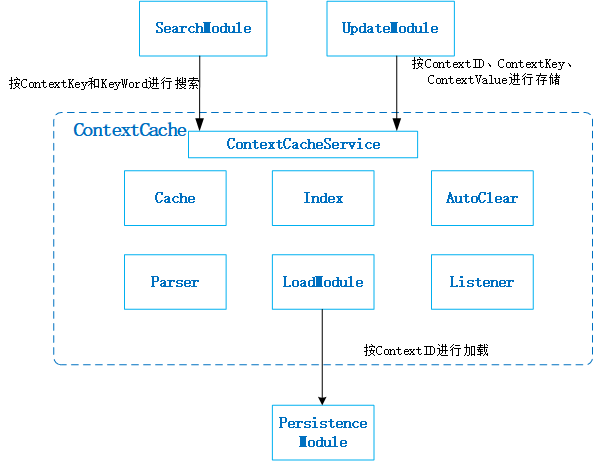 SearchModule
UpdateModule
按ContextKey和KeyWord进行搜索
按ContextID、ContextKey、
ContextValue进行存储
ContextCache
ContextCacheService
Cache
Index
AutoClear
Parser
LoadModule
Listener
按ContextID进行加载
Persistence
Module